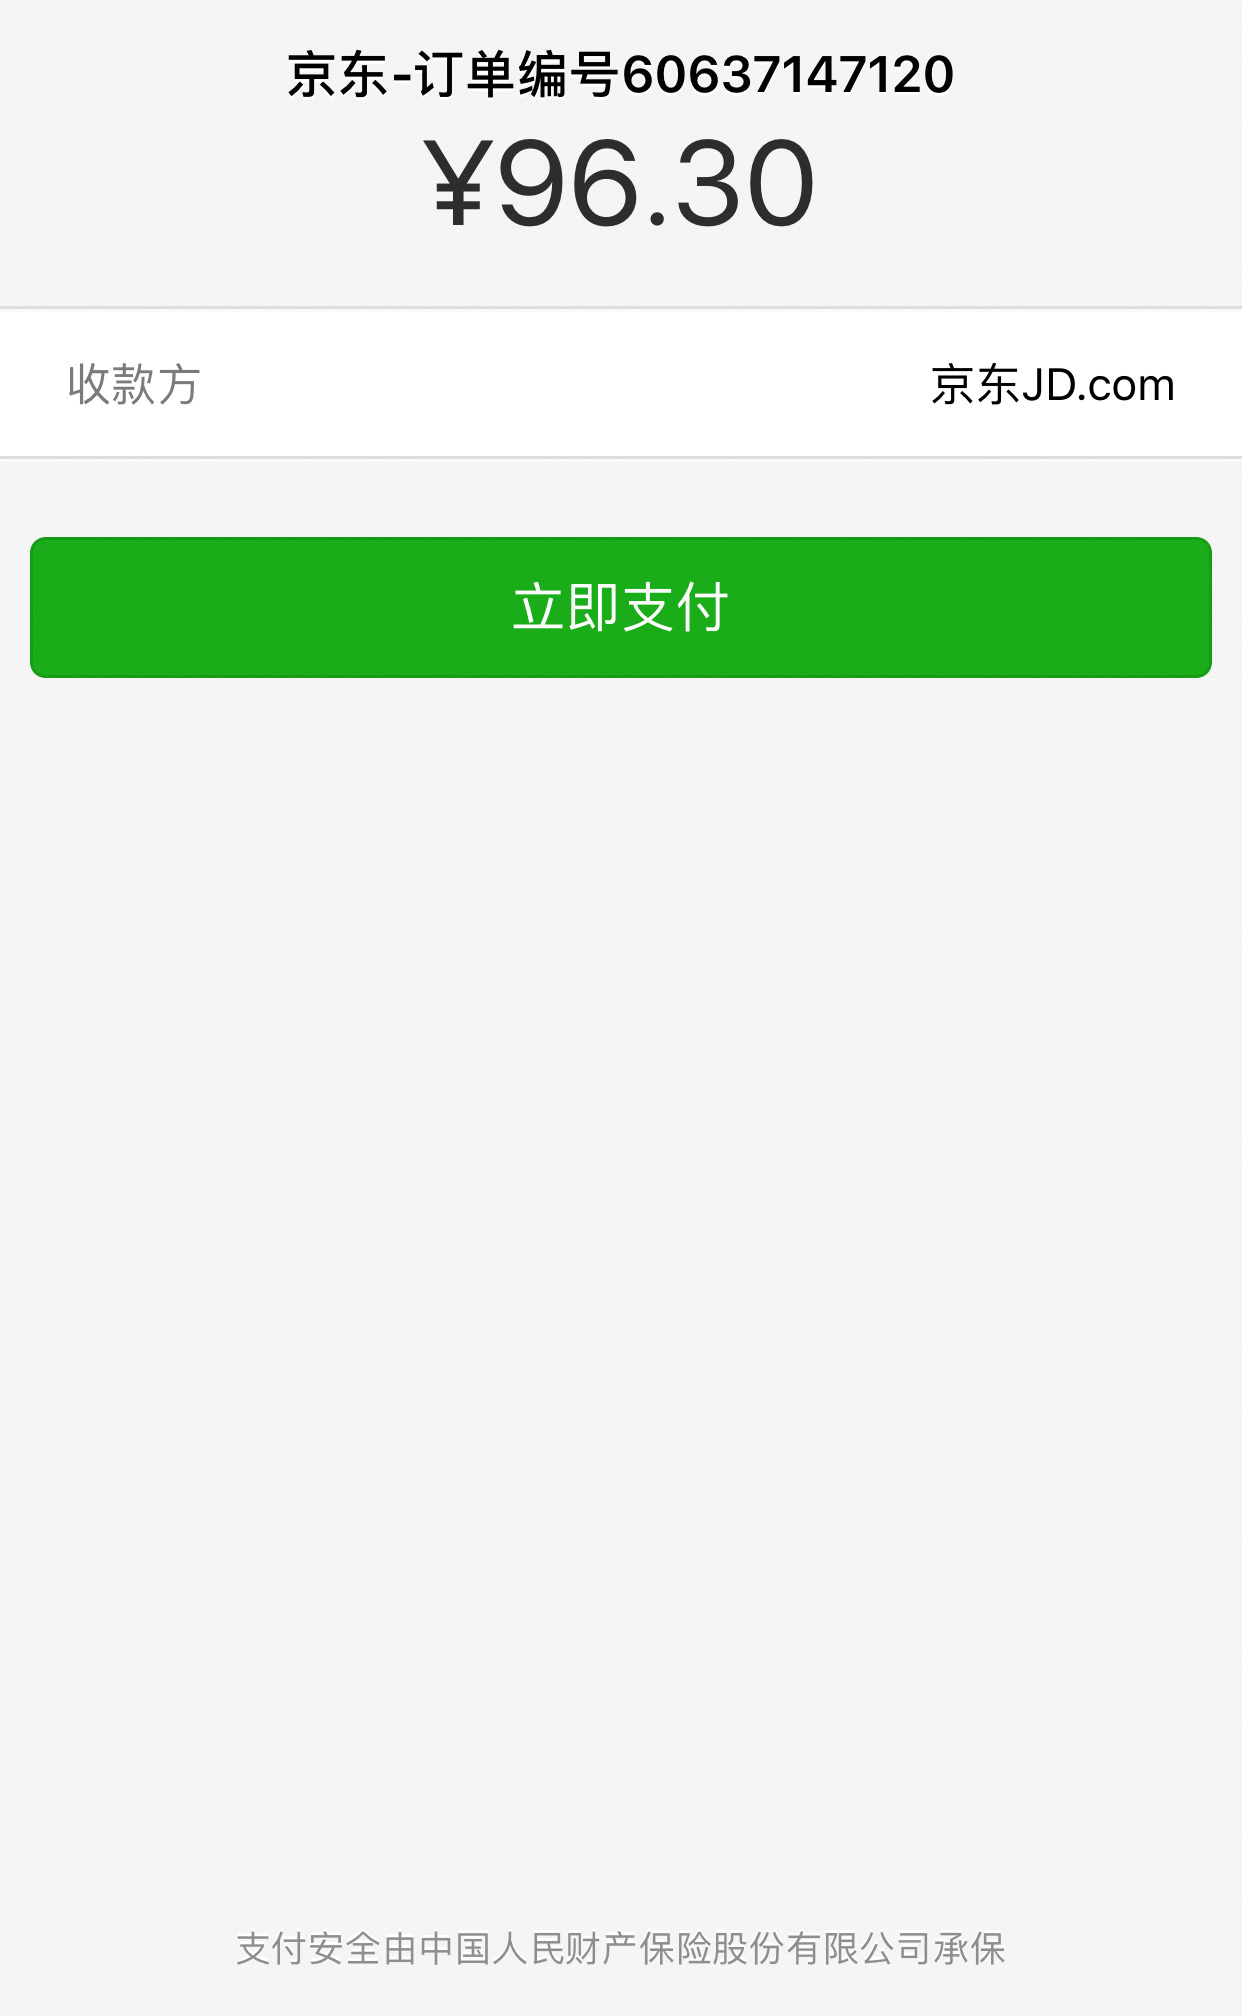 京东-订单编号60637147120
¥96.30
收款方 京东JD.com
立即支付
支付安全由中国人民财产保险股份有限公司承保